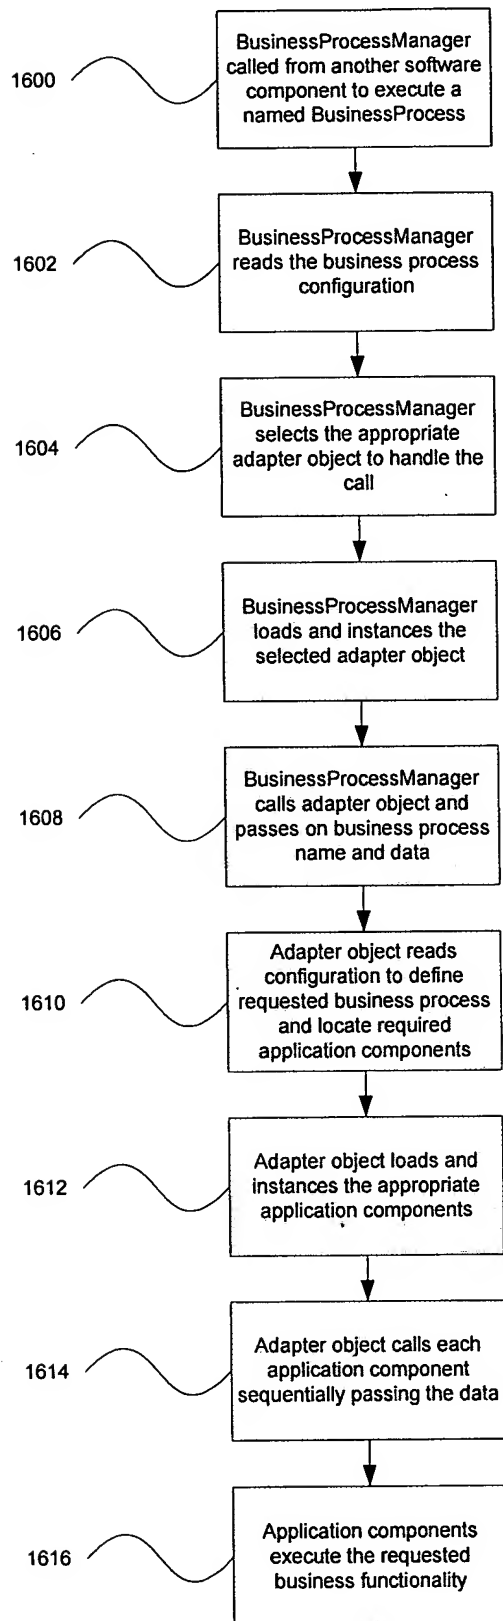 1600
BusinessProcessManager
called from another software
component to execute a
named BusinessProcess
1602
BusinessProcessManager
reads the business process
configuration
1604
BusinessProcessManager
selects the appropriate
adapter object to handle the
call
1606
BusinessProcessManager
loads and instances the
selected adapter object
1608
BusinessProcessManager
calls adapter object and
passes on business process
name and data
1610
Adapter object reads
configuration to define
requested business process
and locate required
application components
1612
Adapter object loads and
instances the appropriate
application components
1614
Adapter object calls each
application component
sequentially passing the data
1616
Application components
execute the requested
business functionality